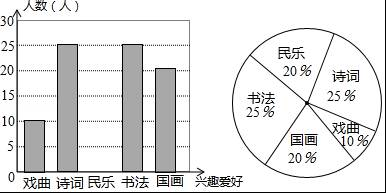 人数（人）
30
25
20
15
10
5
0
戏曲 诗词 民乐 书法 国画 兴趣爱好
民乐
20%
诗词
25%
书法
25%
戏曲
10%
国画
20%